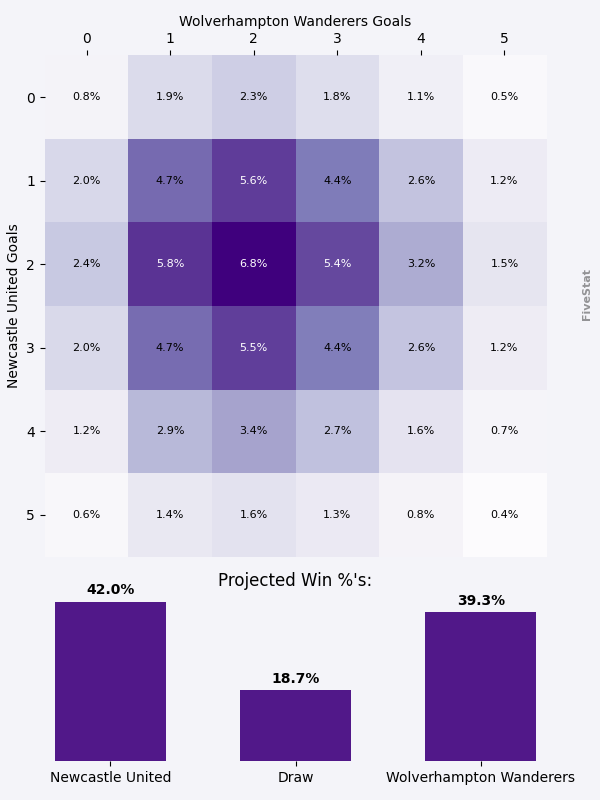 Wolverhampton Wanderers Goals
0 1 2 3 4 5
0 0.8% 1.9% 2.3% 1.8% 1.1% 0.5%
1 2.0% 4.7% 5.6% 4.4% 2.6% 1.2%
2 2.4% 5.8% 6.8% 5.4% 3.2% 1.5%
3 2.0% 4.7% 5.5% 4.4% 2.6% 1.2%
4 1.2% 2.9% 3.4% 2.7% 1.6% 0.7%
5 0.6% 1.4% 1.6% 1.3% 0.8% 0.4%
Newcastle United Goals
FiveStat
Projected Win %'s:
42.0% 18.7% 39.3%
Newcastle United Draw Wolverhampton Wanderers